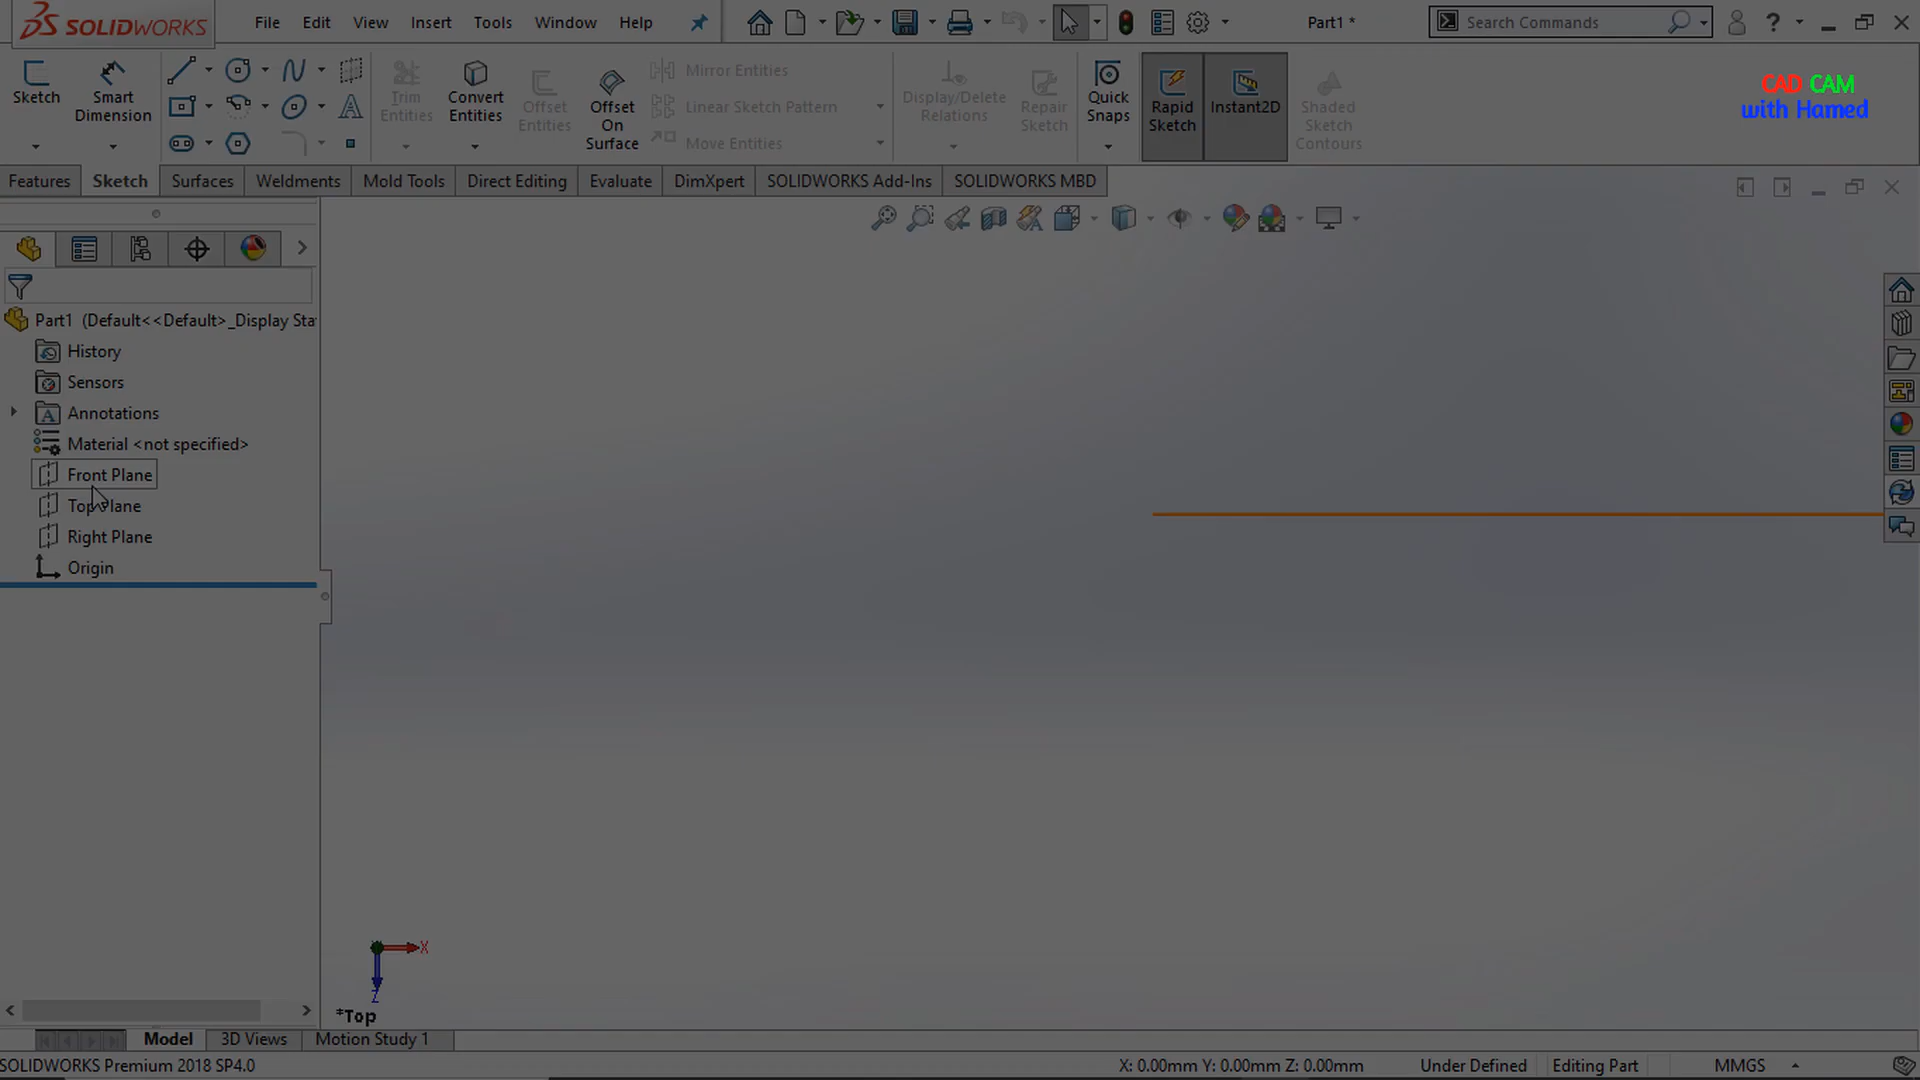 SOLIDWORKS
File Edit View Insert Tools Window Help
Part1 *
Search Commands
?
Sketch
Smart Dimension
Trim Entities
Convert Entities
Offset Entities
Offset On Surface
Mirror Entities
Linear Sketch Pattern
Move Entities
Display/Delete Relations
Repair Sketch
Quick Snaps
Rapid Sketch
Instant2D
Shaded Sketch Contours
CAD CAM
with Hamed
Features Sketch Surfaces Weldments Mold Tools Direct Editing Evaluate DimXpert SOLIDWORKS Add-Ins SOLIDWORKS MBD
Part1 (Default<<Default>_Display Sta
History
Sensors
Annotations
Material <not specified>
Front Plane
Top Plane
Right Plane
Origin
X
Z
*Top
Model 3D Views Motion Study 1
SOLIDWORKS Premium 2018 SP4.0
X: 0.00mm Y: 0.00mm Z: 0.00mm Under Defined Editing Part MMGS